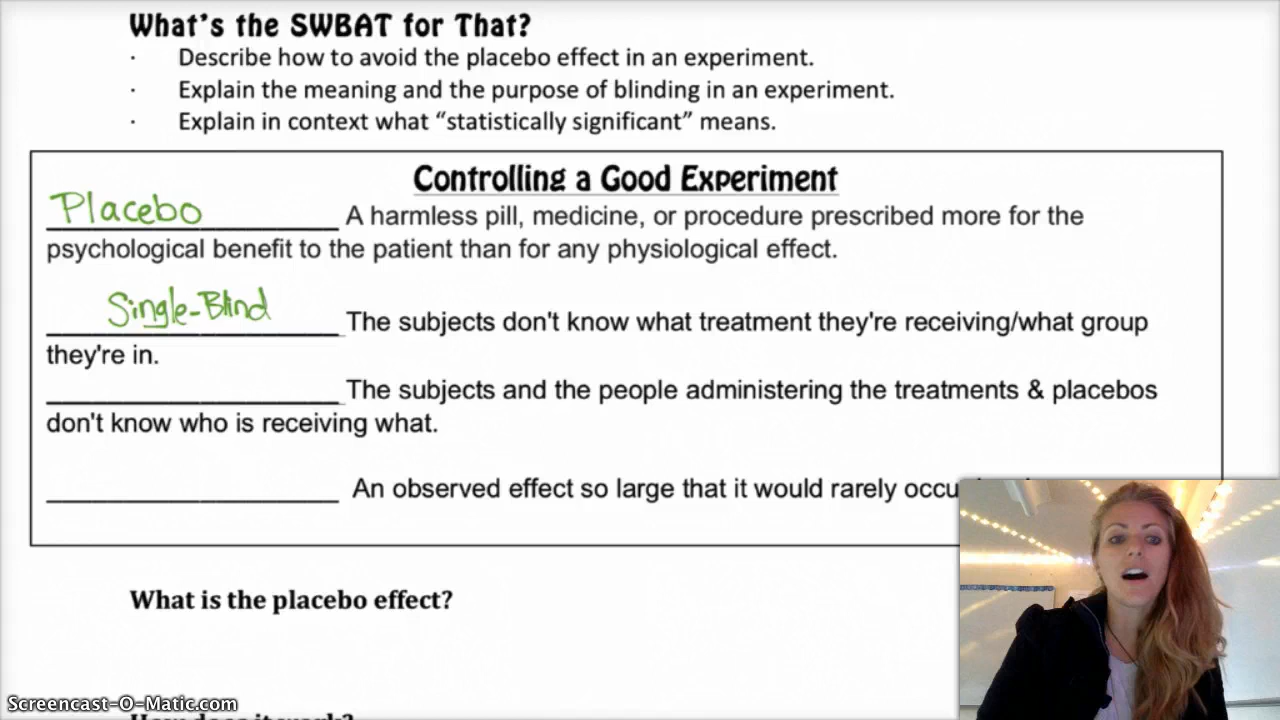 What's the SWBAT for That?
· Describe how to avoid the placebo effect in an experiment.
· Explain the meaning and the purpose of blinding in an experiment.
· Explain in context what “statistically significant” means.
Controlling a Good Experiment
Placebo A harmless pill, medicine, or procedure prescribed more for the
psychological benefit to the patient than for any physiological effect.
Single-Blind The subjects don't know what treatment they're receiving/what group
they're in.
The subjects and the people administering the treatments & placebos
don't know who is receiving what.
An observed effect so large that it would rarely
What is the placebo effect?
Screencast-O-Matic.com